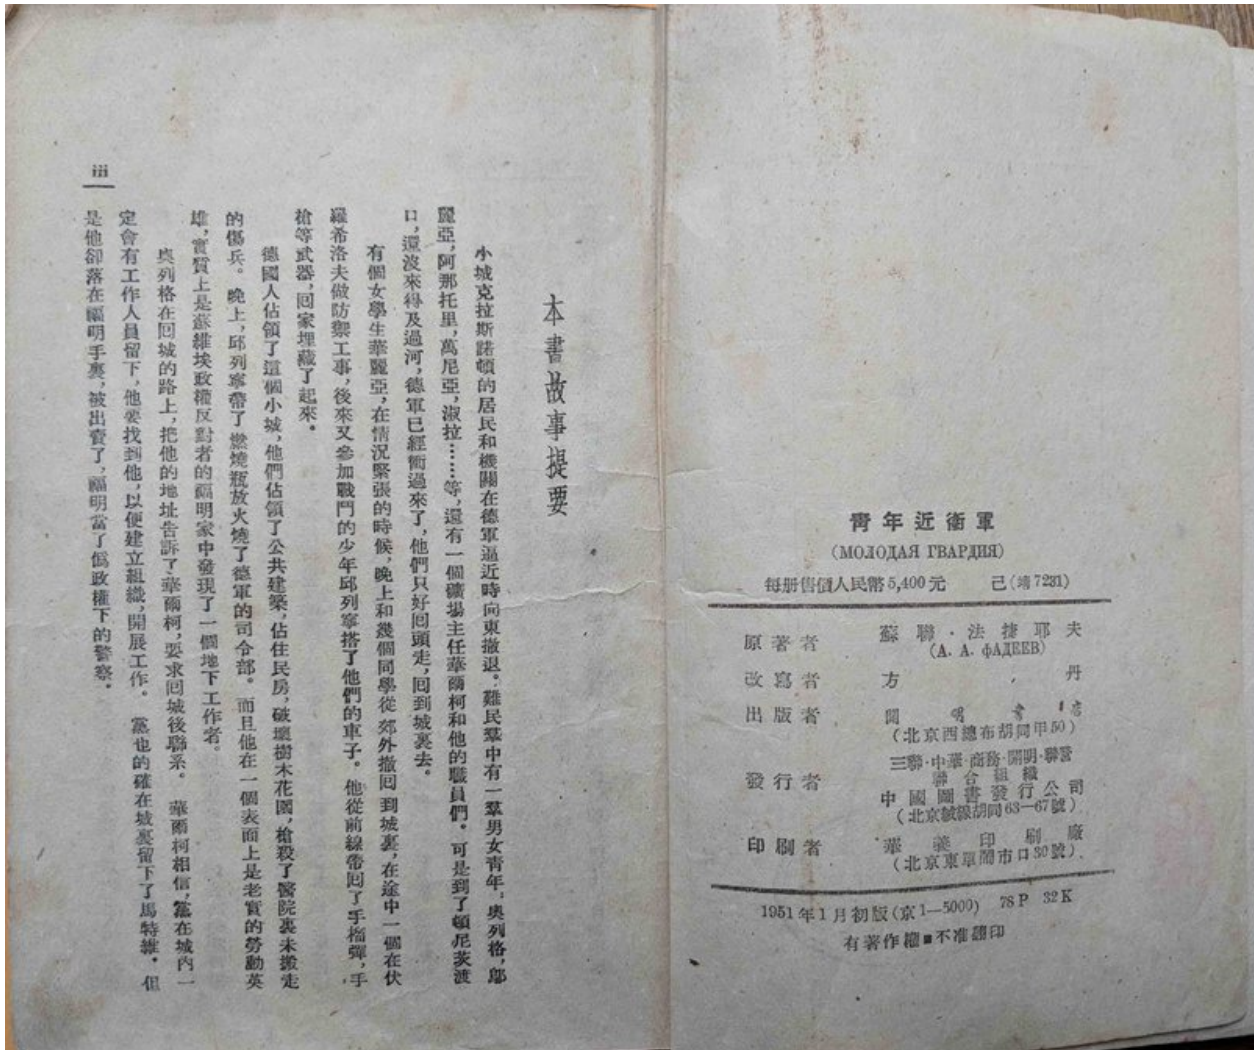 青年近衛軍
(МОЛОДАЯ ГВАРДИЯ)
每册售價人民幣5,400元 己(靖7231)
原著者 蘇聯·法捷耶夫
(А. А. ФАДЕЕВ)
改寫者 方丹
出版者 開明書店
(北京西總布胡同甲50)
發行者 三聯·中華·商務·開明·聯營
聯合組織
中國圖書發行公司
(北京絨線胡同63—67號)
印刷者 華義印刷廠
(北京東單閙市口30號)
1951年1月初版(京1—5000) 78P 32K
有著作權■不准翻印
本書故事提要
小城克拉斯諾頓的居民和機關在德軍逼近時向東撤退。難民羣中有一羣男女青年,奧列格,鄔
麗亞,阿那托里,萬尼亞,淑拉……等,還有一個礦場主任華爾柯和他的職員們。可是到了頓尼茨渡
口,還沒來得及過河,德軍已經衝過來了,他們只好回頭走,回到城裏去。
有個女學生華麗亞,在情况緊張的時候,晚上和幾個同學從郊外撤回到城裏,在途中一個在伏
羅希洛夫做防禦工事,後來又參加戰鬥的少年邱列寧搭了他們的車子。他從前線帶回了手榴彈,手
槍等武器,回家埋藏了起來。
德國人佔領了這個小城,他們佔領了公共建築,佔住民房,破壞樹木花園,槍殺了醫院裏未搬走
的傷兵。晚上,邱列寧帶了燃燒瓶放火燒了德軍的司令部。而且他在一個表面上是老實的勞動英
雄,實質上是蘇維埃政權反對者的福明家中發現了一個地下工作者。
奧列格在回城的路上,把他的地址告訴了華爾柯,要求回城後聯系。華爾柯相信,黨在城內一
定會有工作人員留下,他要找到他,以便建立組織,開展工作。黨也的確在城裏留下了馬特維。但
是他卻落在福明手裏,被出賣了,福明當了僞政權下的警察。
iii